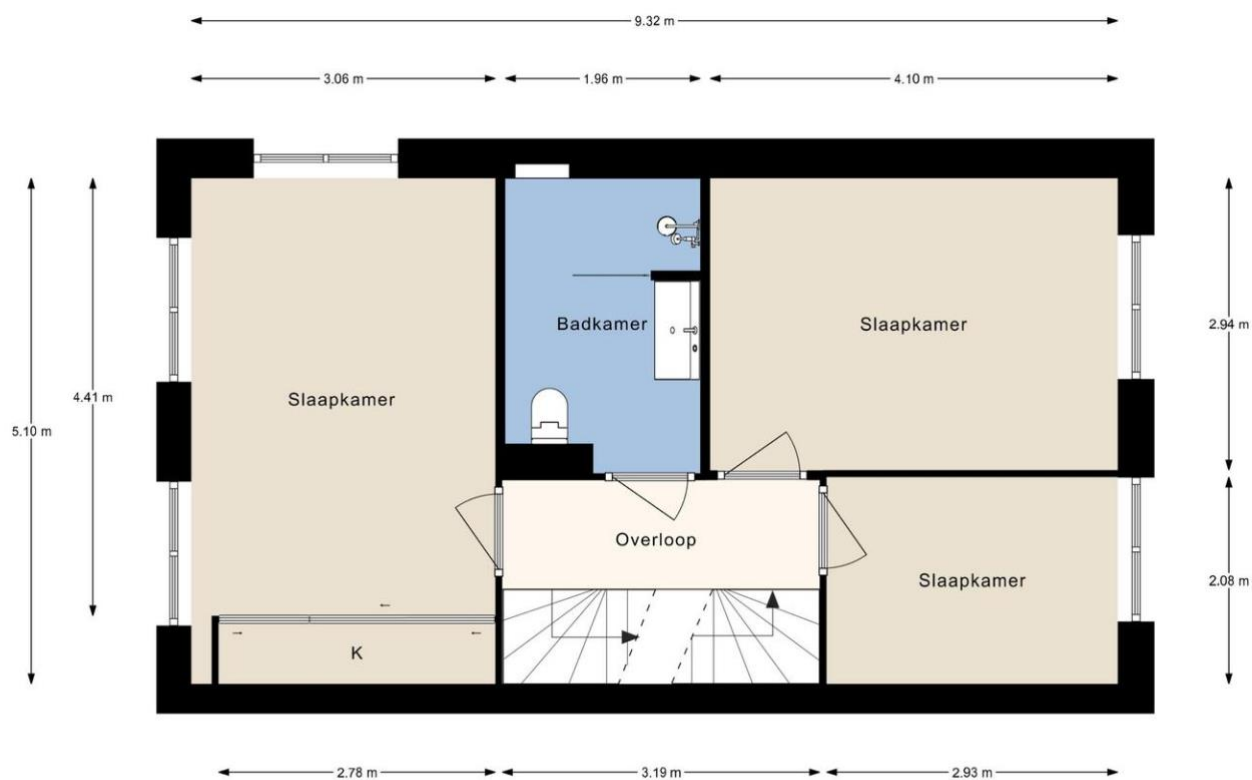 9.32 m
3.06 m
1.96 m
4.10 m
Badkamer
Slaapkamer
2.94 m
Slaapkamer
4.41 m
5.10 m
Overloop
Slaapkamer
2.08 m
K
2.78 m
3.19 m
2.93 m